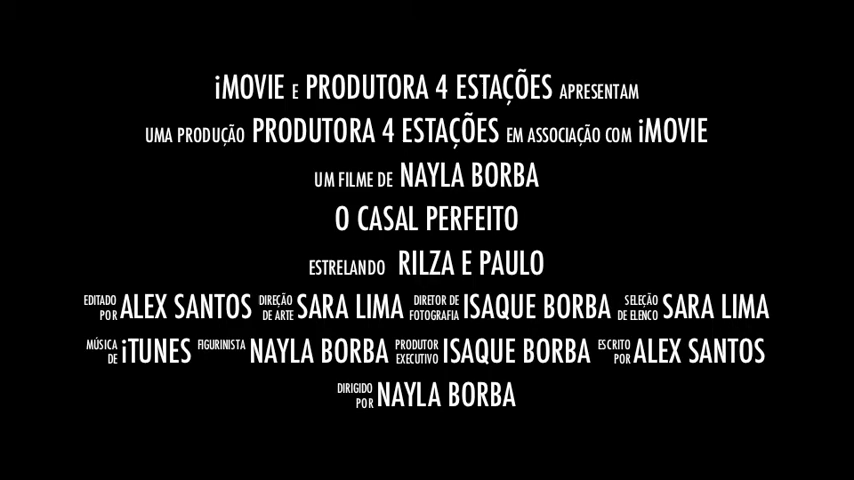 iMOVIE E PRODUTORA 4 ESTAÇÕES APRESENTAM
UMA PRODUÇÃO PRODUTORA 4 ESTAÇÕES EM ASSOCIAÇÃO COM iMOVIE
UM FILME DE NAYLA BORBA
O CASAL PERFEITO
ESTRELANDO RILZA E PAULO
EDITADO POR ALEX SANTOS DIREÇÃO DE ARTE SARA LIMA DIRETOR DE FOTOGRAFIA ISAQUE BORBA SELEÇÃO DE ELENCO SARA LIMA
MÚSICA DE iTUNES FIGURINISTA NAYLA BORBA PRODUTOR EXECUTIVO ISAQUE BORBA ESCRITO POR ALEX SANTOS
DIRIGIDO POR NAYLA BORBA